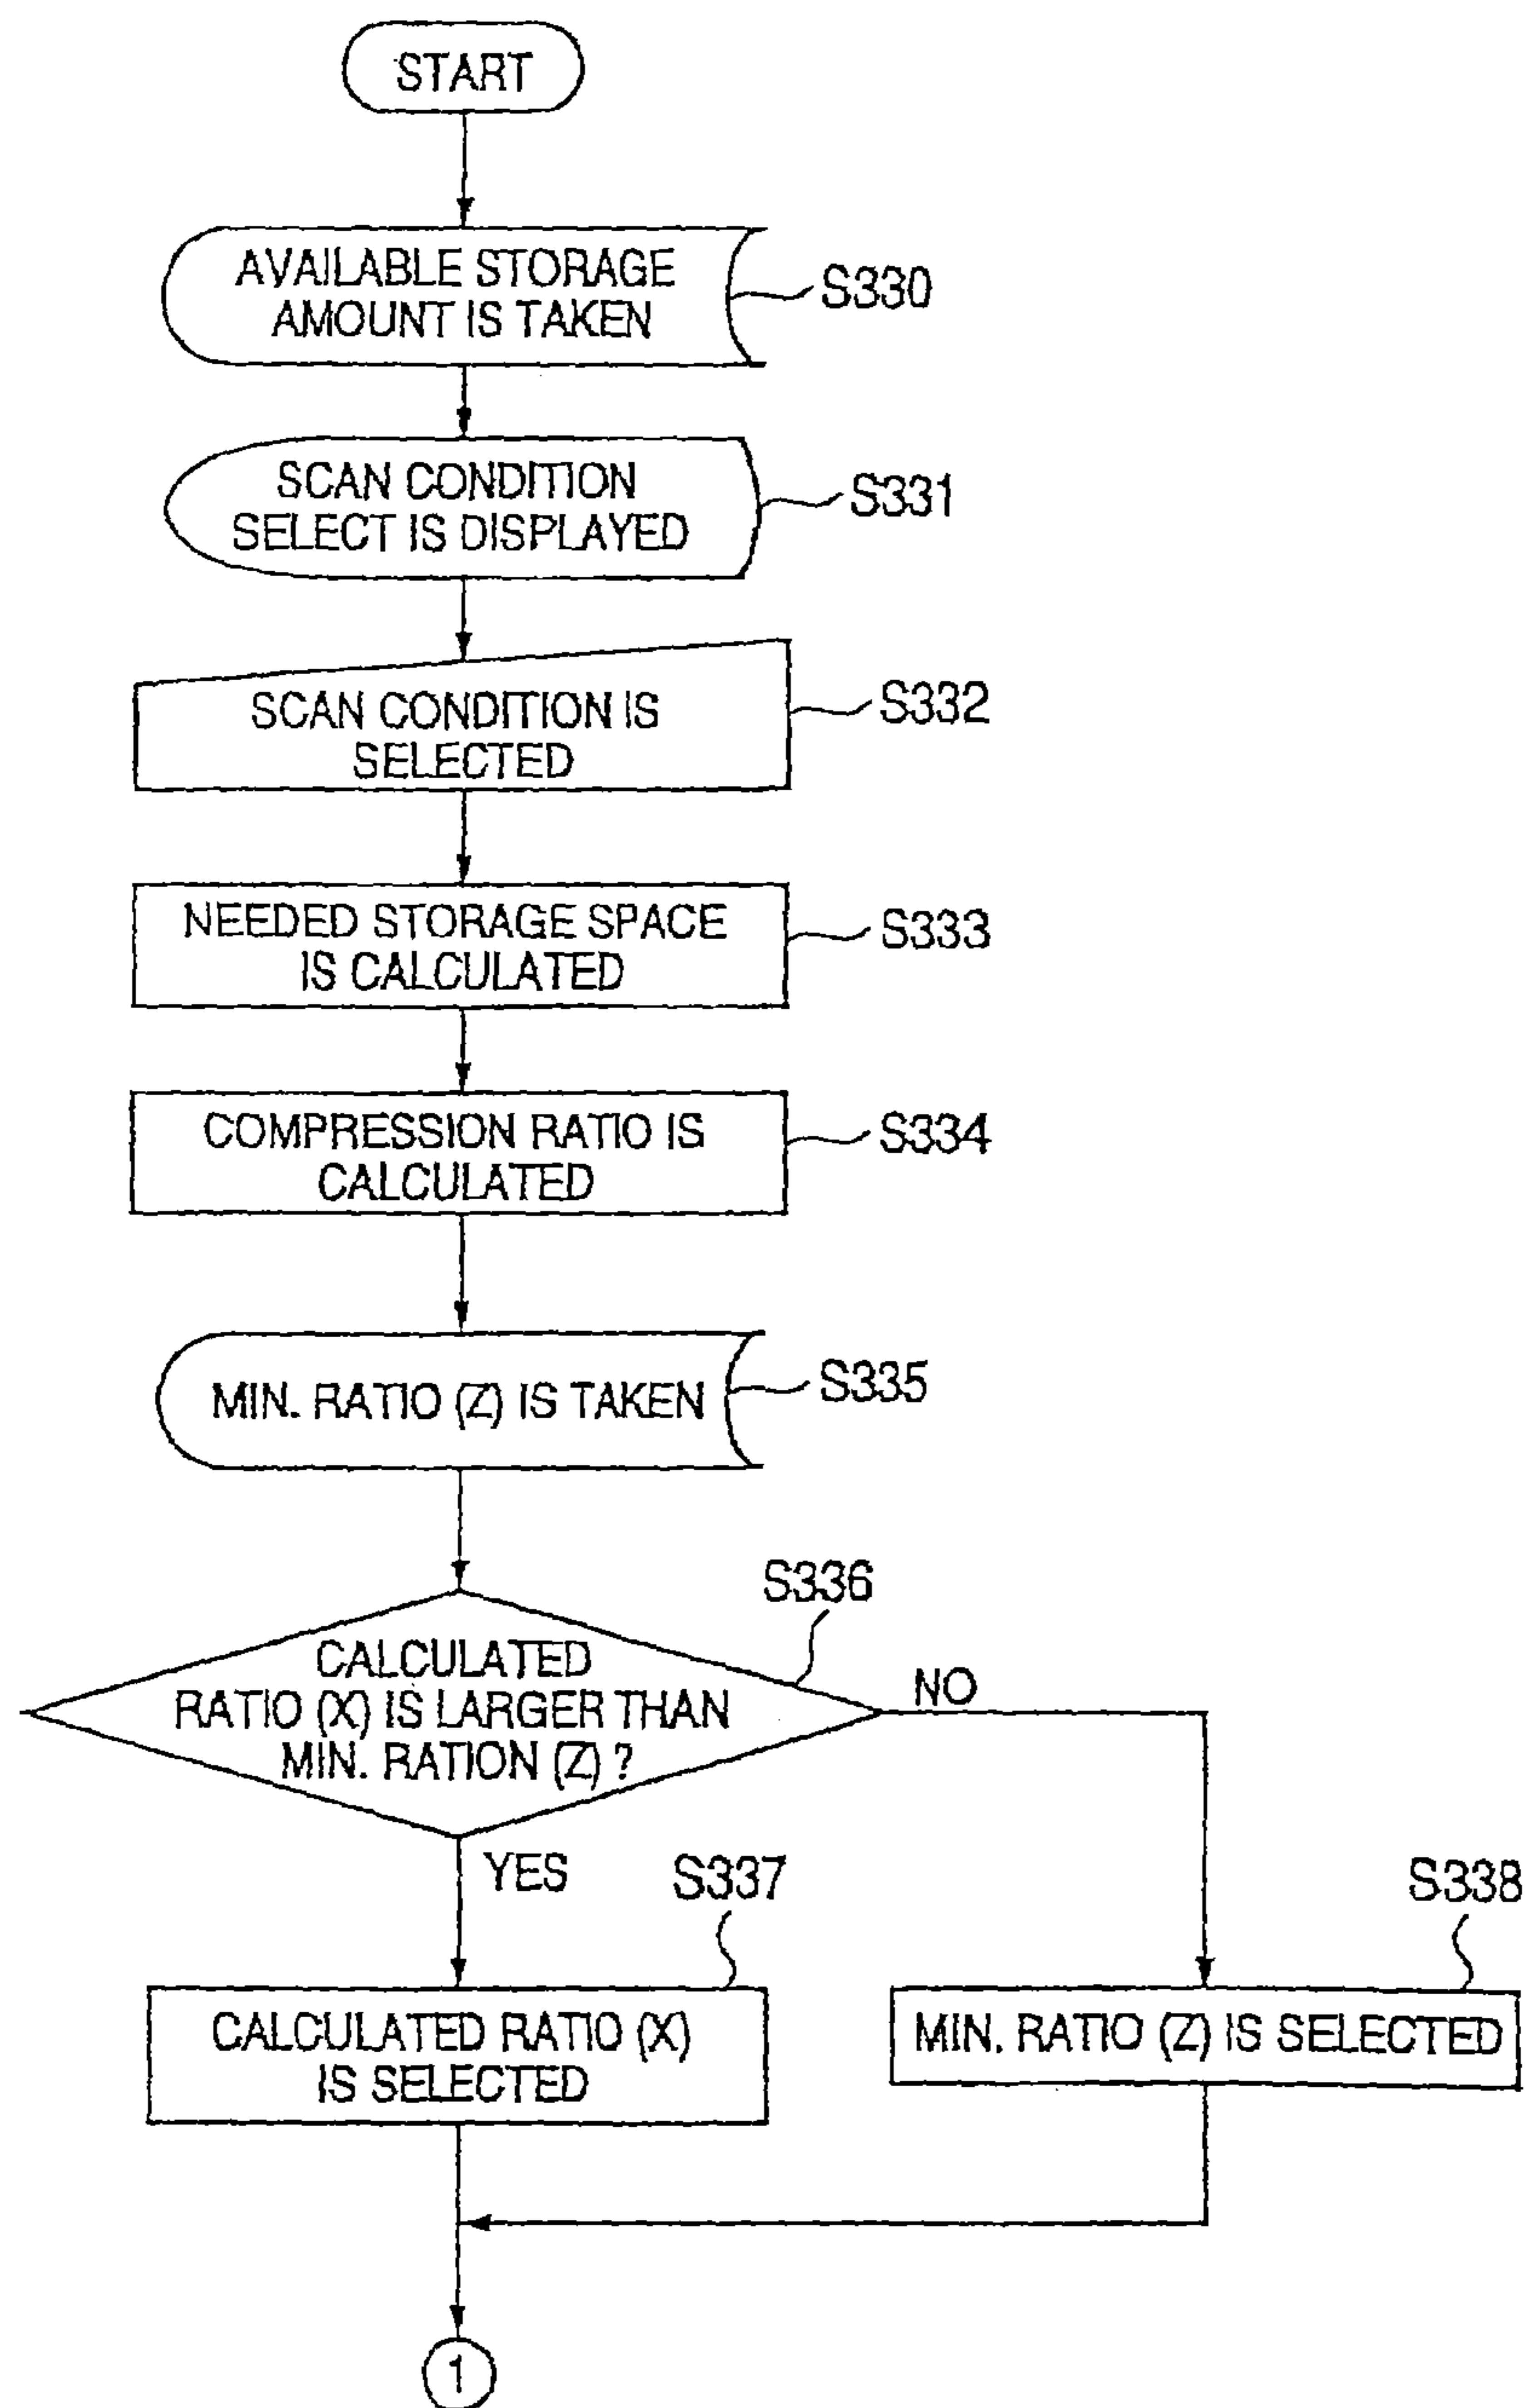 START
AVAILABLE STORAGE
AMOUNT IS TAKEN
S330
SCAN CONDITION
SELECT IS DISPLAYED
S331
SCAN CONDITION IS
SELECTED
S332
NEEDED STORAGE SPACE
IS CALCULATED
S333
COMPRESSION RATIO IS
CALCULATED
S334
MIN. RATIO (Z) IS TAKEN
S335
S336
CALCULATED
RATIO (X) IS LARGER THAN
MIN. RATION (Z) ?
NO
YES
S337
CALCULATED RATIO (X)
IS SELECTED
S338
MIN. RATIO (Z) IS SELECTED
1